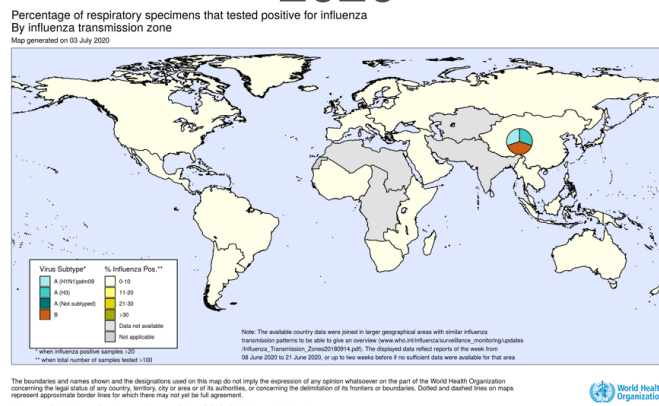 Percentage of respiratory specimens that tested positive for influenza
By influenza transmission zone
Map generated on 03 July 2020
Virus Subtype*
A (H1N1)pdm09
A (H3)
A (Not subtyped)
B
% Influenza Pos.**
0-10
11-20
21-30
>30
Data not available
Not applicable
* when influenza positive samples >20
** when total number of samples tested >100
Note: The available country data were joined in larger geographical areas with similar influenza
transmission patterns to be able to give an overview (www.who.int/influenza/surveillance_monitoring/updates
/Influenza_Transmission_Zones20180914.pdf). The displayed data reflect reports of the week from
08 June 2020 to 21 June 2020, or up to two weeks before if no sufficient data were available for that area
The boundaries and names shown and the designations used on this map do not imply the expression of any opinion whatsoever on the part of the World Health Organization
concerning the legal status of any country, territory, city or area or of its authorities, or concerning the delimitation of its frontiers or boundaries. Dotted and dashed lines on maps
represent approximate border lines for which there may not yet be full agreement.
World Health
Organizatio